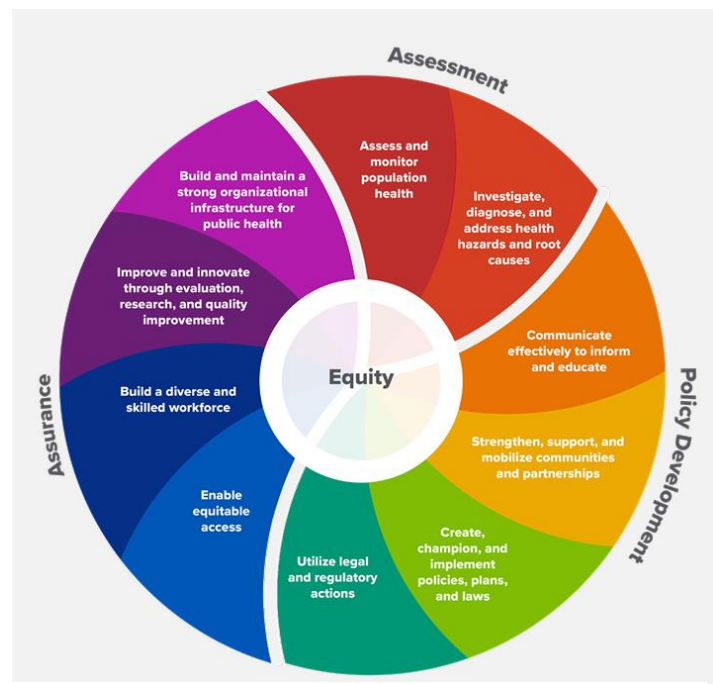 Assessment
Assess and
monitor
population
health
Investigate,
diagnose, and
address health
hazards and root
causes
Communicate
effectively to inform
and educate
Policy Development
Strengthen, support, and
mobilize communities
and partnerships
Create,
champion, and
implement
policies, plans,
and laws
Utilize legal
and regulatory
actions
Enable
equitable
access
Assurance
Build a diverse and
skilled workforce
Improve and innovate
through evaluation,
research, and quality
improvement
Build and maintain a
strong organizational
infrastructure for
public health
Equity